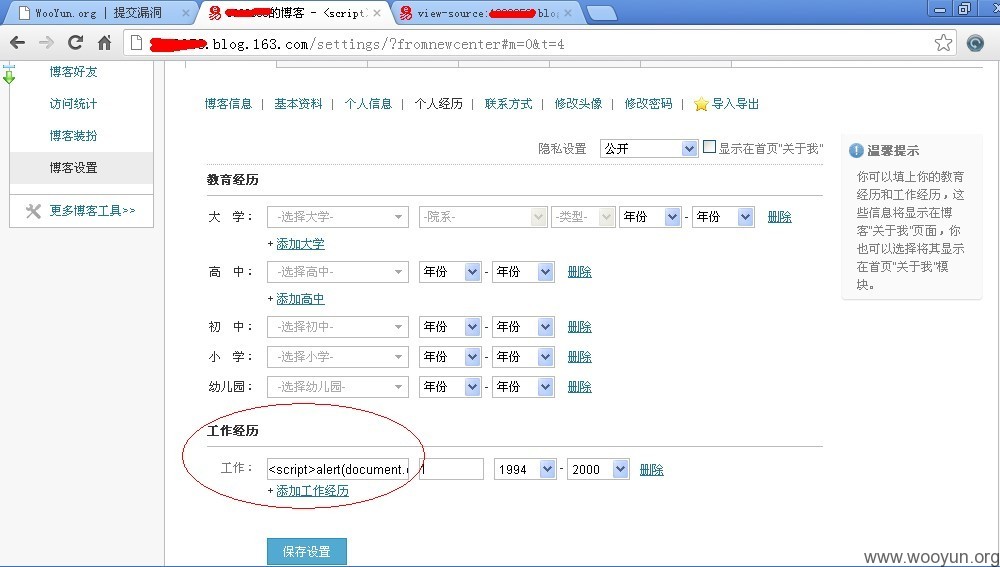 WooYun.org | 提交漏洞
的博客 - <script
view-source:
blo
.blog.163.com/settings/?fromnewcenter#m=0&t=4
博客好友
访问统计
博客装扮
博客设置
更多博客工具>>
博客信息 | 基本资料 | 个人信息 | 个人经历 | 联系方式 | 修改头像 | 修改密码 | 导入导出
隐私设置 公开 显示在首页"关于我"
教育经历
大 学： -选择大学- -院系- -类型- 年份 - 年份 删除
+ 添加大学
高 中： -选择高中- 年份 - 年份 删除
+ 添加高中
初 中： -选择初中- 年份 - 年份 删除
小 学： -选择小学- 年份 - 年份 删除
幼儿园： -选择幼儿园- 年份 - 年份 删除
工作经历
工作： <script>alert(document. 1994 - 2000 删除
+ 添加工作经历
保存设置
温馨提示
你可以填上你的教育
经历和工作经历，这
些信息将显示在博
客"关于我"页面，你
也可以选择将其显示
在首页"关于我"模
块。
www.wooyun.org